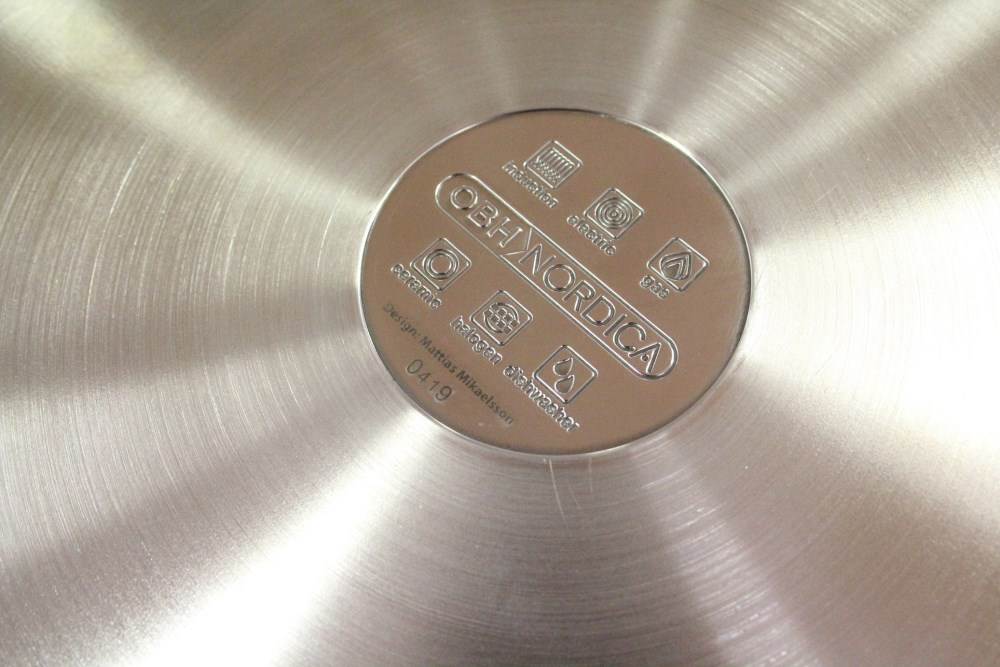 induction
electric
gas
OBH NORDICA
ceramic
halogen
dishwasher
Design: Mattias Mikaelsson
0419